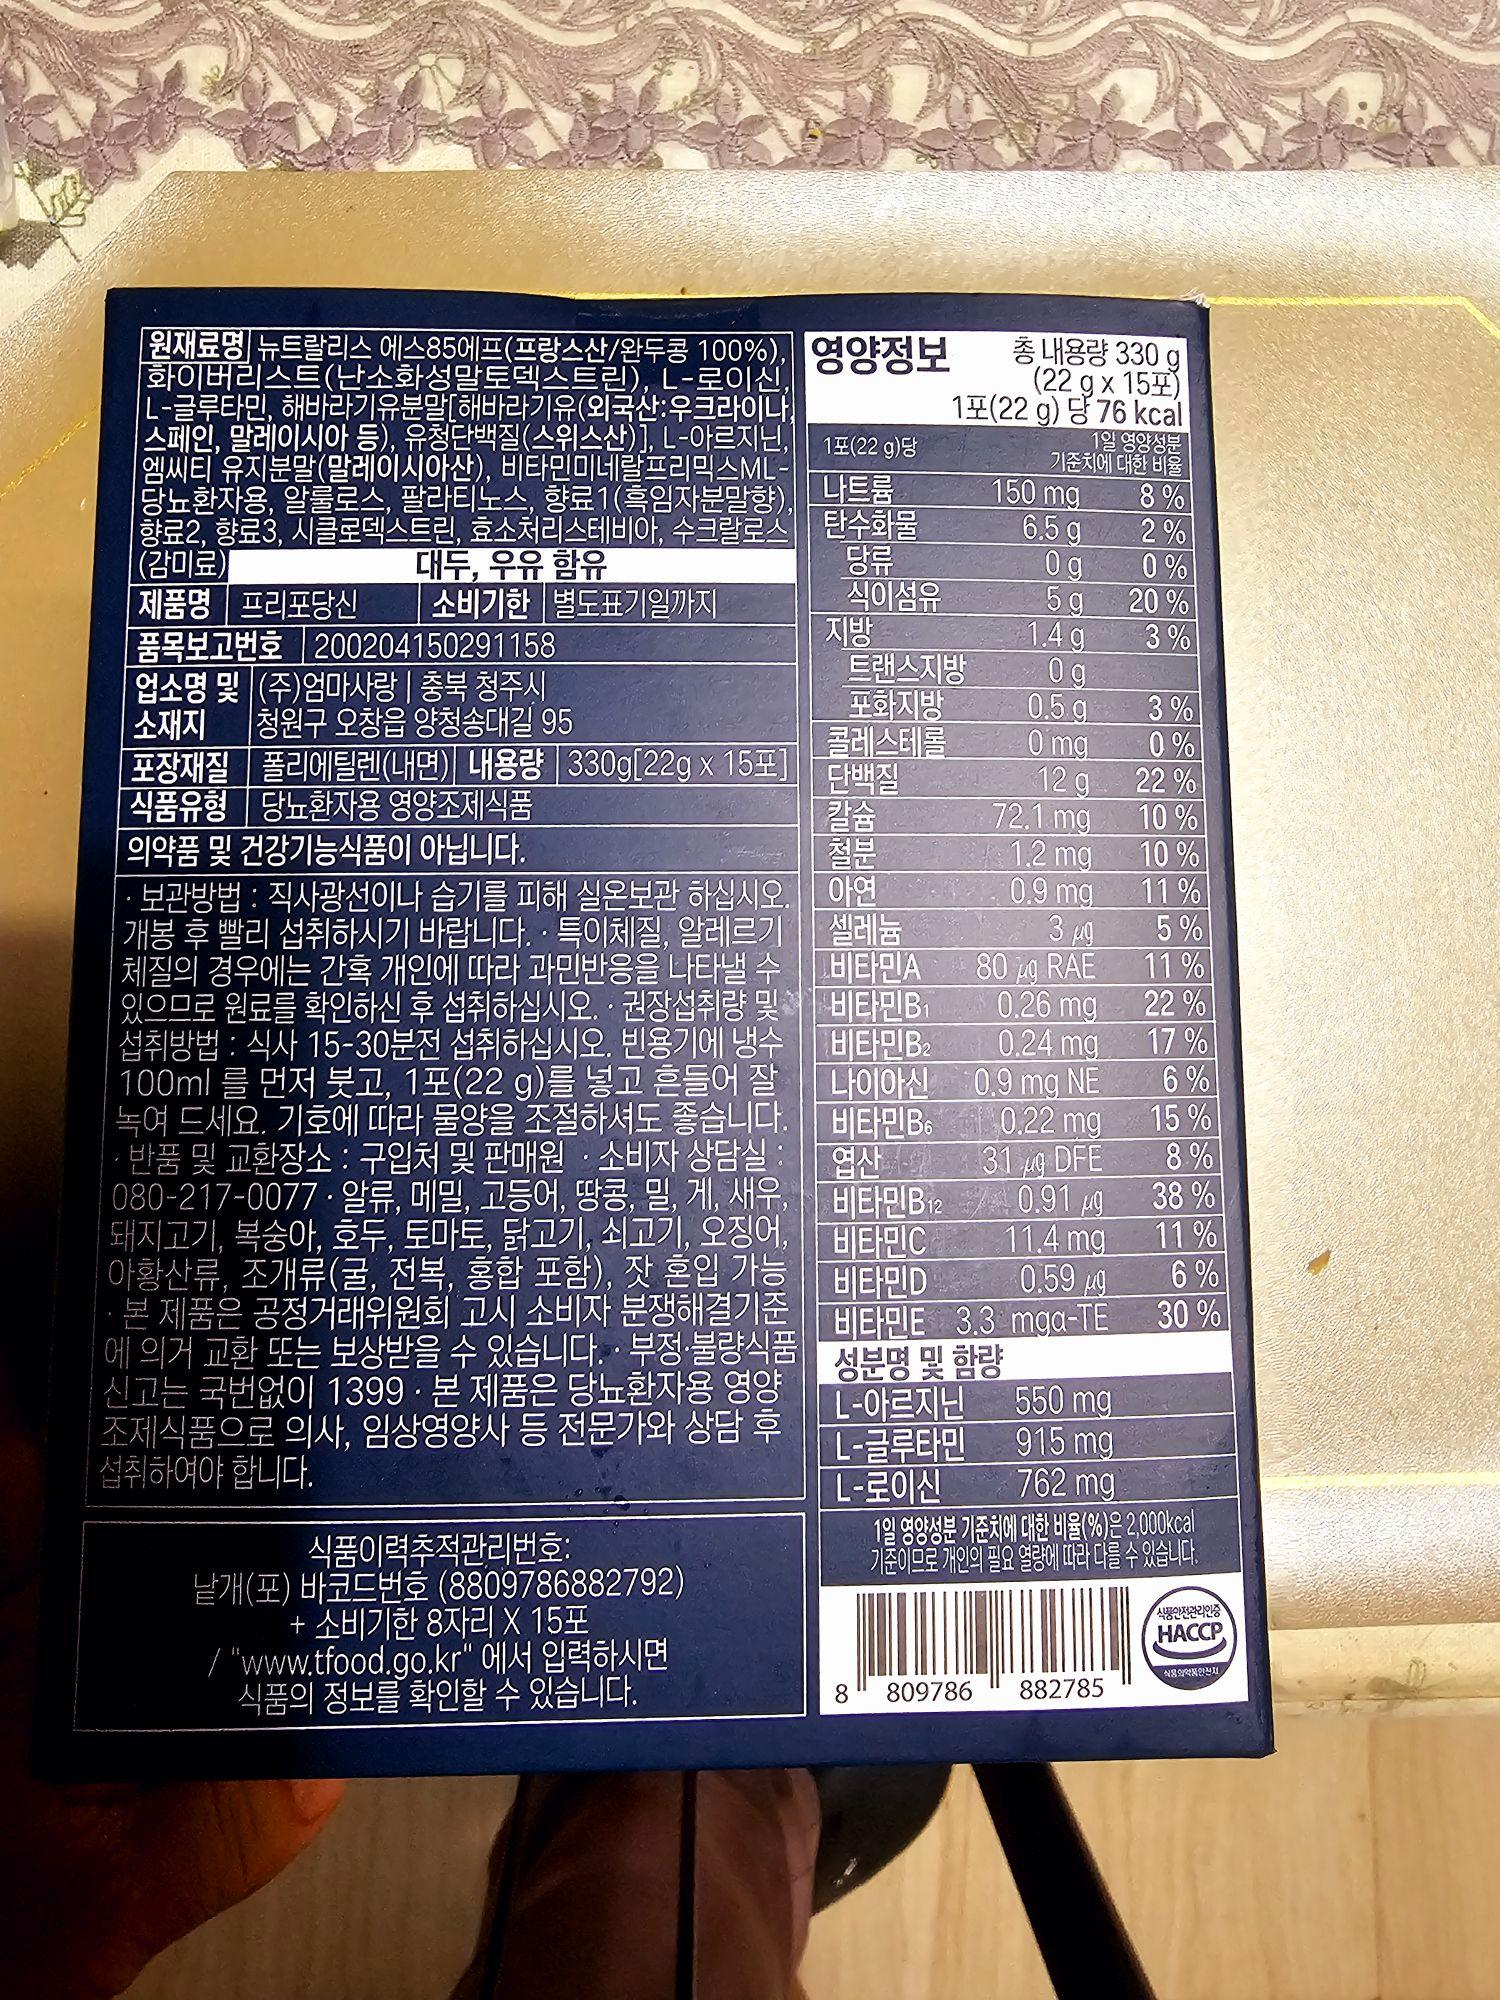 원재료명 뉴트랄리스 에스85에프(프랑스산/완두콩 100%),
화이버리스트(난소화성말토덱스트린), L-로이신,
L-글루타민, 해바라기유분말[해바라기유(외국산:우크라이나,
스페인, 말레이시아 등), 유청단백질(스위스산)], L-아르지닌,
엠씨티 유지분말(말레이시아산), 비타민미네랄프리믹스ML-
당뇨환자용, 알룰로스, 팔라티노스, 향료1(흑임자분말향),
향료2, 향료3, 시클로덱스트린, 효소처리스테비아, 수크랄로스
(감미료) 대두, 우유 함유
제품명 프리포당신 소비기한 별도표기일까지
품목보고번호 200204150291158
업소명 및 (주)엄마사랑 | 충북 청주시
소재지 청원구 오창읍 양청송대길 95
포장재질 폴리에틸렌(내면) 내용량 330g[22g x 15포]
식품유형 당뇨환자용 영양조제식품
의약품 및 건강기능식품이 아닙니다.
· 보관방법 : 직사광선이나 습기를 피해 실온보관 하십시오.
개봉 후 빨리 섭취하시기 바랍니다. · 특이체질, 알레르기
체질의 경우에는 간혹 개인에 따라 과민반응을 나타낼 수
있으므로 원료를 확인하신 후 섭취하십시오. · 권장섭취량 및
섭취방법 : 식사 15-30분전 섭취하십시오. 빈용기에 냉수
100ml 를 먼저 붓고, 1포(22 g)를 넣고 흔들어 잘
녹여 드세요. 기호에 따라 물양을 조절하셔도 좋습니다.
· 반품 및 교환장소 : 구입처 및 판매원 · 소비자 상담실 :
080-217-0077 · 알류, 메밀, 고등어, 땅콩, 밀, 게, 새우,
돼지고기, 복숭아, 호두, 토마토, 닭고기, 쇠고기, 오징어,
아황산류, 조개류(굴, 전복, 홍합 포함), 잣 혼입 가능
· 본 제품은 공정거래위원회 고시 소비자 분쟁해결기준
에 의거 교환 또는 보상받을 수 있습니다. · 부정·불량식품
신고는 국번없이 1399 · 본 제품은 당뇨환자용 영양
조제식품으로 의사, 임상영양사 등 전문가와 상담 후
섭취하여야 합니다.
식품이력추적관리번호:
낱개(포) 바코드번호 (8809786882792)
+ 소비기한 8자리 X 15포
/ "www.tfood.go.kr" 에서 입력하시면
식품의 정보를 확인할 수 있습니다.
영양정보 총 내용량 330 g
(22 g x 15포)
1포(22 g) 당 76 kcal
1포(22 g)당 1일 영양성분
기준치에 대한 비율
나트륨 150 mg 8 %
탄수화물 6.5 g 2 %
당류 0 g 0 %
식이섬유 5 g 20 %
지방 1.4 g 3 %
트랜스지방 0 g
포화지방 0.5 g 3 %
콜레스테롤 0 mg 0 %
단백질 12 g 22 %
칼슘 72.1 mg 10 %
철분 1.2 mg 10 %
아연 0.9 mg 11 %
셀레늄 3 μg 5 %
비타민A 80 μg RAE 11 %
비타민B1 0.26 mg 22 %
비타민B2 0.24 mg 17 %
나이아신 0.9 mg NE 6 %
비타민B6 0.22 mg 15 %
엽산 31 μg DFE 8 %
비타민B12 0.91 μg 38 %
비타민C 11.4 mg 11 %
비타민D 0.59 μg 6 %
비타민E 3.3 mgα-TE 30 %
성분명 및 함량
L-아르지닌 550 mg
L-글루타민 915 mg
L-로이신 762 mg
1일 영양성분 기준치에 대한 비율(%)은 2,000kcal
기준이므로 개인의 필요 열량에 따라 다를 수 있습니다.
8 809786 882785
식품안전관리인증
HACCP